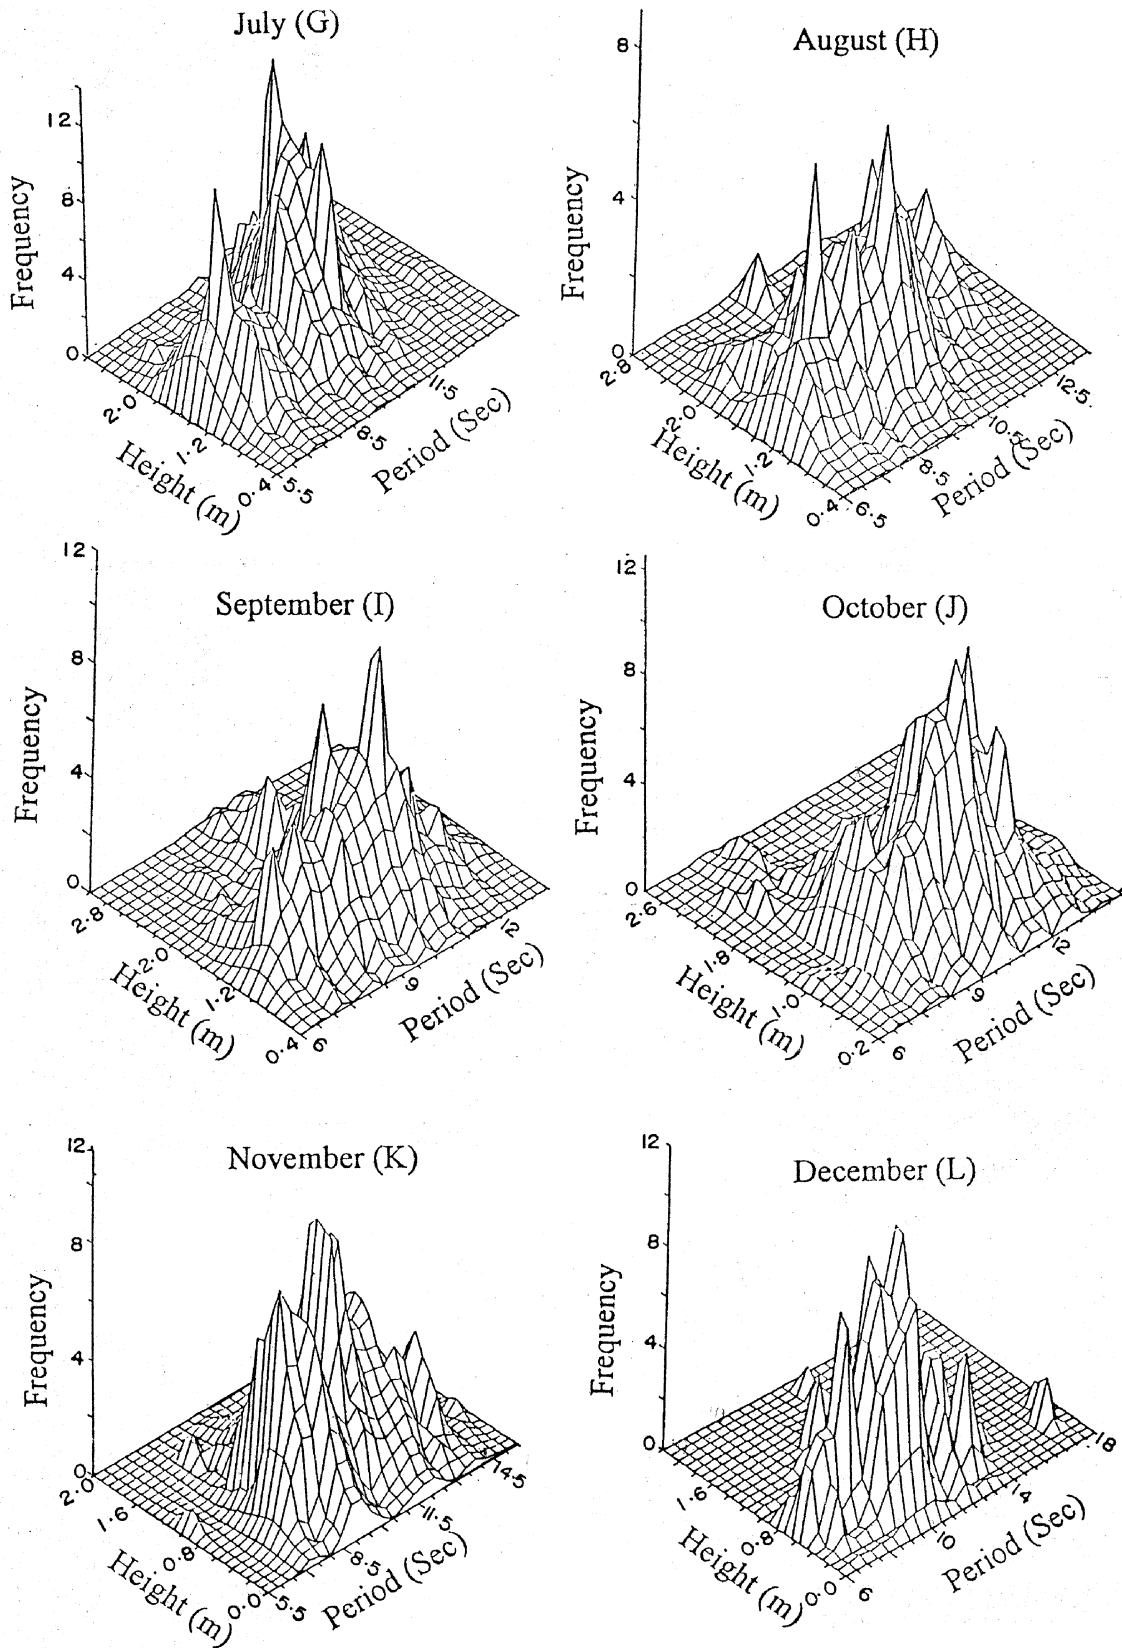 July (G)
12
8
4
0
Frequency
2·0
1·2
0·4
Height (m)
5·5
8·5
11·5
Period (Sec)
August (H)
8
4
0
Frequency
2·8
2·0
1·2
0·4
Height (m)
6·5
8·5
10·5
12·5
Period (Sec)
September (I)
12
8
4
0
Frequency
2·8
2·0
1·2
0·4
Height (m)
6
9
12
Period (Sec)
October (J)
12
8
4
0
Frequency
2·6
1·8
1·0
0·2
Height (m)
6
9
12
Period (Sec)
November (K)
12
8
4
0
Frequency
2·0
1·6
0·8
0·0
Height (m)
5·5
8·5
11·5
14·5
Period (Sec)
December (L)
12
8
4
0
Frequency
1·6
0·8
0·0
Height (m)
6
10
14
18
Period (Sec)